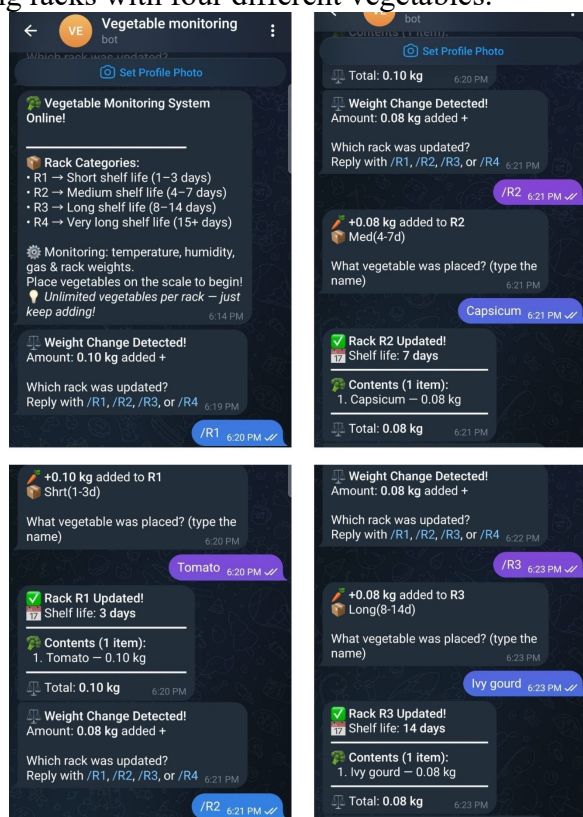 ng racks with four different vegetables.
VE
Vegetable monitoring
bot
Which rack was updated?
Set Profile Photo
Vegetable Monitoring System
Online!
Rack Categories:
• R1 → Short shelf life (1–3 days)
• R2 → Medium shelf life (4–7 days)
• R3 → Long shelf life (8–14 days)
• R4 → Very long shelf life (15+ days)
Monitoring: temperature, humidity,
gas & rack weights.
Place vegetables on the scale to begin!
Unlimited vegetables per rack — just
keep adding!
6:14 PM
Weight Change Detected!
Amount: 0.10 kg added +
Which rack was updated?
Reply with /R1, /R2, /R3, or /R4 6:19 PM
/R1 6:20 PM
VE
bot
Contents (1 item):
Set Profile Photo
Total: 0.10 kg 6:20 PM
Weight Change Detected!
Amount: 0.08 kg added +
Which rack was updated?
Reply with /R1, /R2, /R3, or /R4 6:21 PM
/R2 6:21 PM
+0.08 kg added to R2
Med(4-7d)
What vegetable was placed? (type the
name) 6:21 PM
Capsicum 6:21 PM
Rack R2 Updated!
17 Shelf life: 7 days
Contents (1 item):
1. Capsicum — 0.08 kg
Total: 0.08 kg 6:21 PM
+0.10 kg added to R1
Shrt(1-3d)
What vegetable was placed? (type the
name) 6:20 PM
Tomato 6:20 PM
Rack R1 Updated!
17 Shelf life: 3 days
Contents (1 item):
1. Tomato — 0.10 kg
Total: 0.10 kg 6:20 PM
Weight Change Detected!
Amount: 0.08 kg added +
Which rack was updated?
Reply with /R1, /R2, /R3, or /R4 6:21 PM
/R2 6:21 PM
Weight Change Detected!
Amount: 0.08 kg added +
Which rack was updated?
Reply with /R1, /R2, /R3, or /R4 6:22 PM
/R3 6:23 PM
+0.08 kg added to R3
Long(8-14d)
What vegetable was placed? (type the
name) 6:23 PM
Ivy gourd 6:23 PM
Rack R3 Updated!
17 Shelf life: 14 days
Contents (1 item):
1. Ivy gourd — 0.08 kg
Total: 0.08 kg 6:23 PM